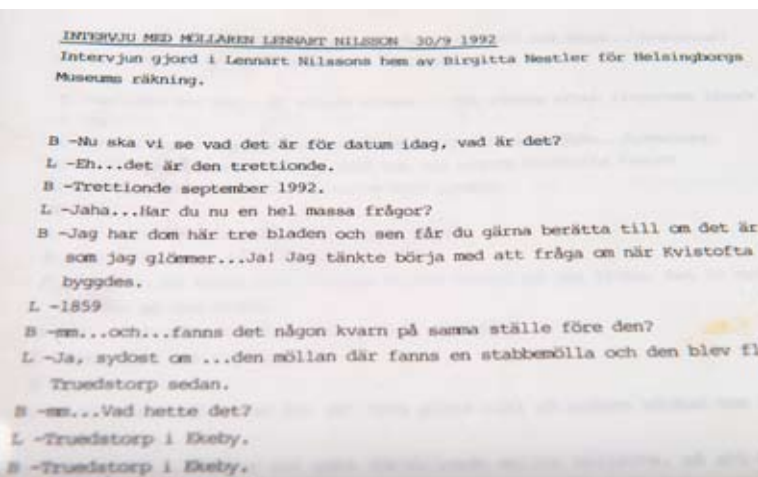 INTERVJU MED MÖLLAREN LENNART NILSSON 30/9 1992
Intervjun gjord i Lennart Nilssons hem av Birgitta Nestler för Helsingborgs
Museums räkning.
B -Nu ska vi se vad det är för datum idag, vad är det?
L -Eh...det är den trettionde.
B -Trettionde september 1992.
L -Jaha...Har du nu en hel massa frågor?
B -Jag har dom här tre bladen och sen får du gärna berätta till om det är
som jag glömmer...Ja! Jag tänkte börja med att fråga om när Kvistofta
byggdes.
L -1859
B -mm...och...fanns det någon kvarn på samma ställe före den?
L -Ja, sydost om ...den möllan där fanns en stabbemölla och den blev
Truedstorp sedan.
B -mm...Vad hette det?
L -Truedstorp i Ekeby.
B -Truedstorp i Ekeby.